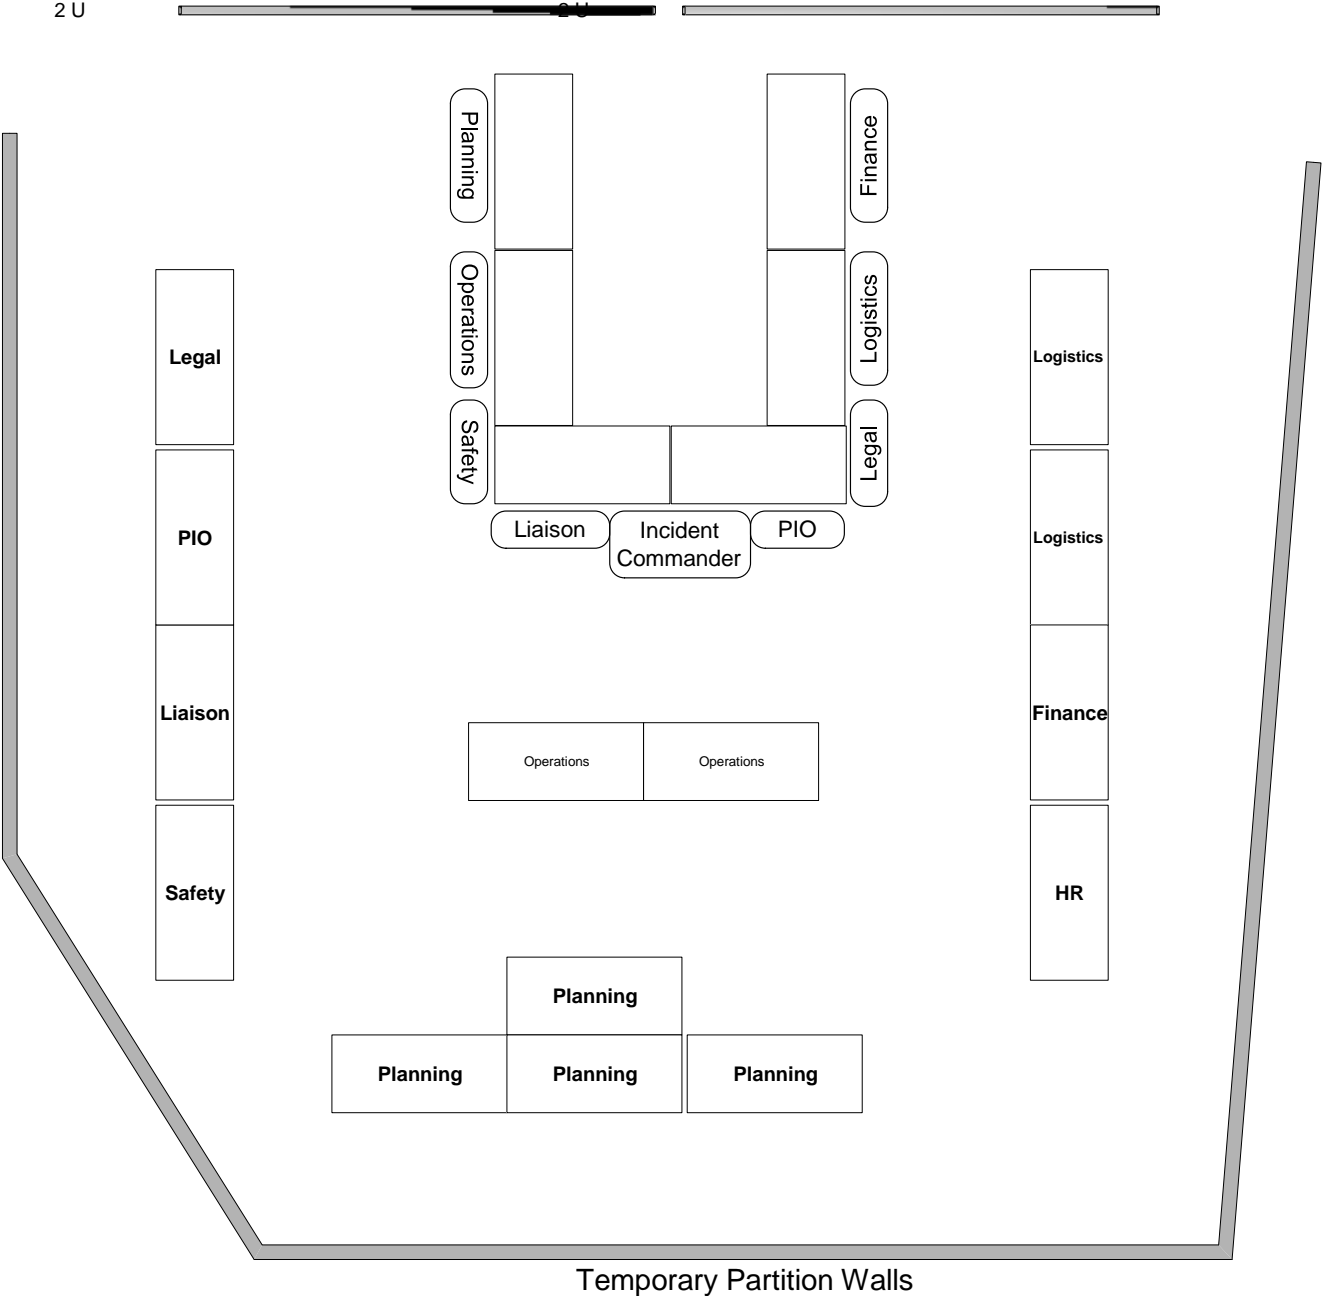 2 U
2 U
Planning
Finance
Operations
Logistics
Safety
Legal
Liaison
Incident
Commander
PIO
Legal
PIO
Liaison
Safety
Logistics
Logistics
Finance
HR
Operations
Operations
Planning
Planning
Planning
Planning
Temporary Partition Walls